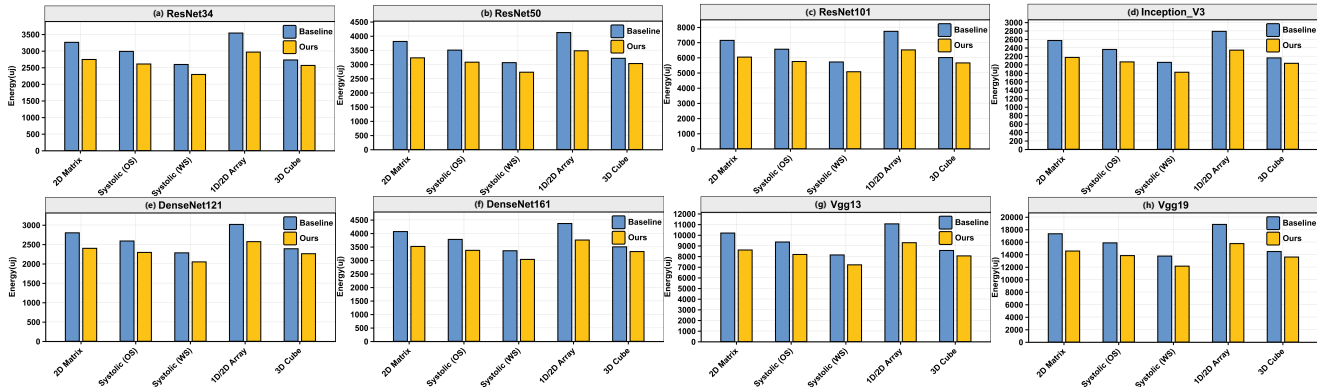 (a) ResNet34
Energy(uj)
3500
3000
2500
2000
1500
1000
500
0
Baseline
Ours
2D Matrix
Systolic (OS)
Systolic (WS)
1D/2D Array
3D Cube
(b) ResNet50
Energy(uj)
4500
4000
3500
3000
2500
2000
1500
1000
500
0
Baseline
Ours
2D Matrix
Systolic (OS)
Systolic (WS)
1D/2D Array
3D Cube
(c) ResNet101
Energy(uj)
8000
7000
6000
5000
4000
3000
2000
1000
0
Baseline
Ours
2D Matrix
Systolic (OS)
Systolic (WS)
1D/2D Array
3D Cube
(d) Inception_V3
Energy(uj)
3000
2800
2600
2400
2200
2000
1800
1600
1400
1200
1000
800
600
400
200
0
Baseline
Ours
2D Matrix
Systolic (OS)
Systolic (WS)
1D/2D Array
3D Cube
(e) DenseNet121
Energy(uj)
3000
2500
2000
1500
1000
500
0
Baseline
Ours
2D Matrix
Systolic (OS)
Systolic (WS)
1D/2D Array
3D Cube
(f) DenseNet161
Energy(uj)
4500
4000
3500
3000
2500
2000
1500
1000
500
0
Baseline
Ours
2D Matrix
Systolic (OS)
Systolic (WS)
1D/2D Array
3D Cube
(g) Vgg13
Energy(uj)
12000
11000
10000
9000
8000
7000
6000
5000
4000
3000
2000
1000
0
Baseline
Ours
2D Matrix
Systolic (OS)
Systolic (WS)
1D/2D Array
3D Cube
(h) Vgg19
Energy(uj)
20000
18000
16000
14000
12000
10000
8000
6000
4000
2000
0
Baseline
Ours
2D Matrix
Systolic (OS)
Systolic (WS)
1D/2D Array
3D Cube